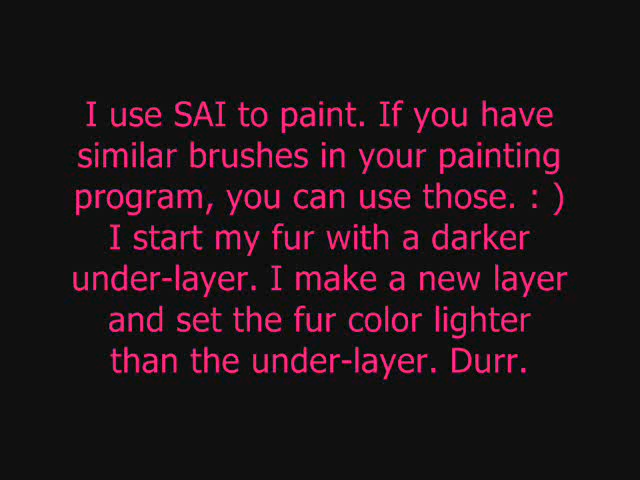 I use SAI to paint. If you have
similar brushes in your painting
program, you can use those. : )
I start my fur with a darker
under-layer. I make a new layer
and set the fur color lighter
than the under-layer. Durr.